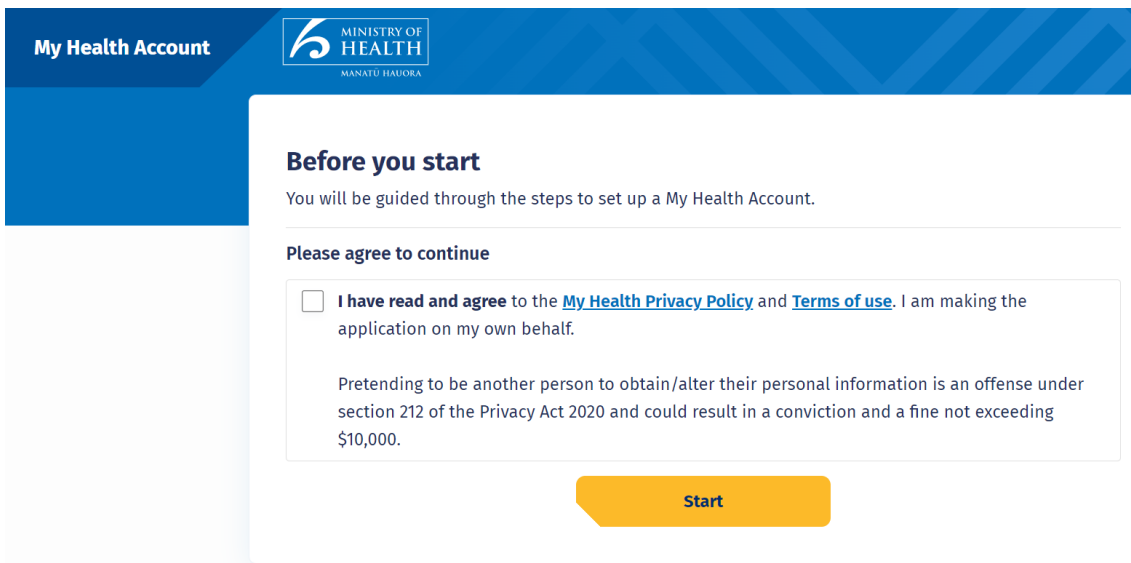 My Health Account
MINISTRY OF
HEALTH
MANATŪ HAUORA
Before you start
You will be guided through the steps to set up a My Health Account.
Please agree to continue
I have read and agree to the My Health Privacy Policy and Terms of use. I am making the
application on my own behalf.
Pretending to be another person to obtain/alter their personal information is an offense under
section 212 of the Privacy Act 2020 and could result in a conviction and a fine not exceeding
$10,000.
Start